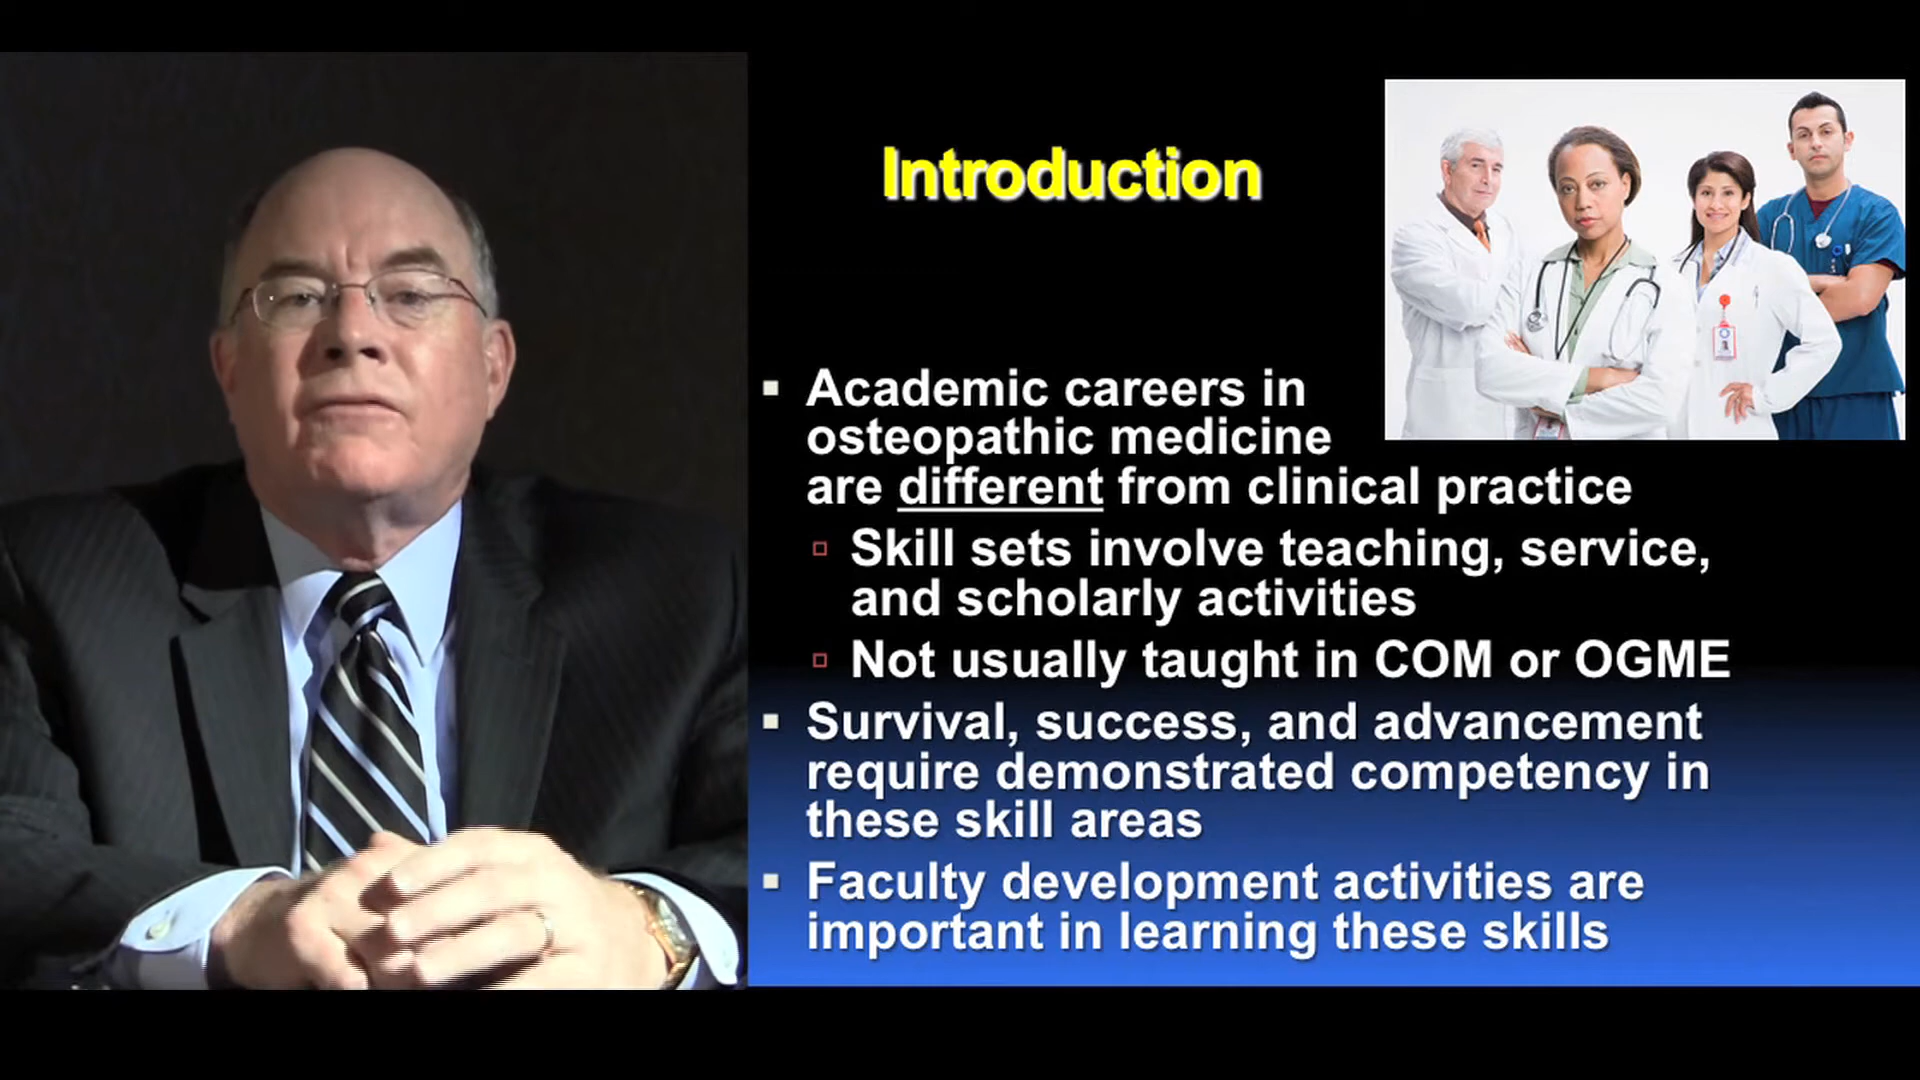 Introduction
Academic careers in
osteopathic medicine
are different from clinical practice
Skill sets involve teaching, service,
and scholarly activities
Not usually taught in COM or OGME
Survival, success, and advancement
require demonstrated competency in
these skill areas
Faculty development activities are
important in learning these skills